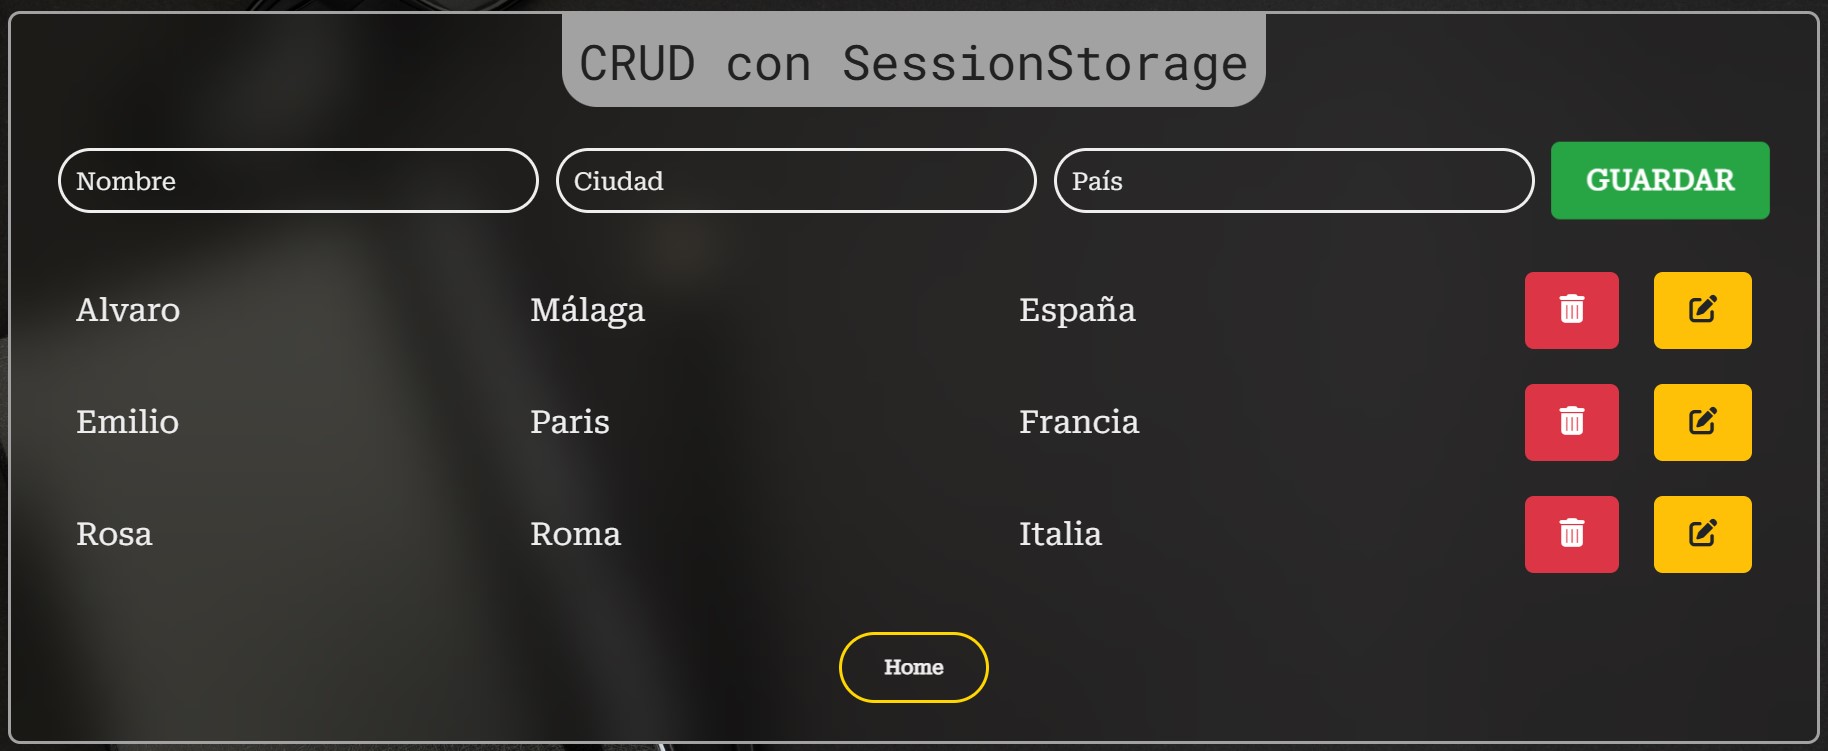 CRUD con SessionStorage
Nombre Ciudad País GUARDAR
Alvaro Málaga España
Emilio Paris Francia
Rosa Roma Italia
Home